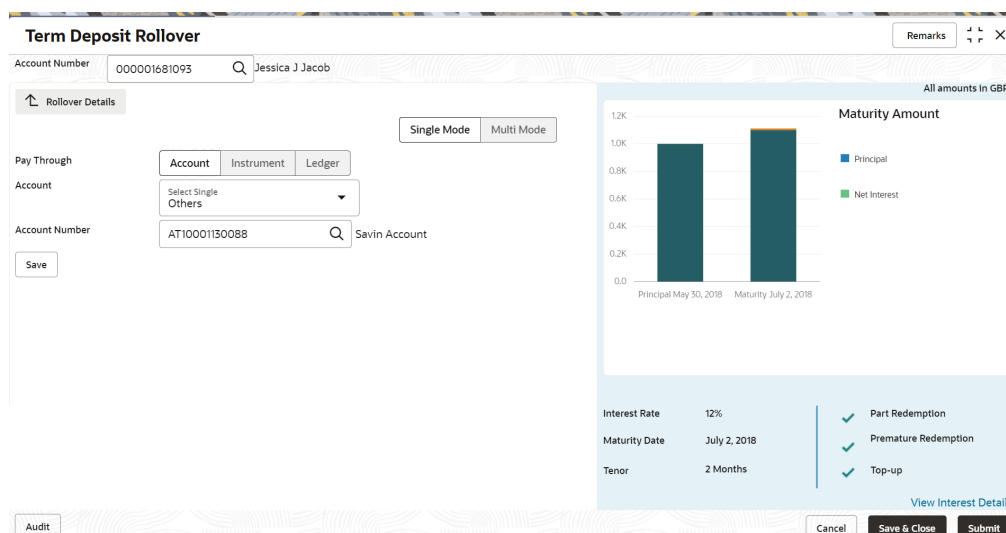 Term Deposit Rollover
Remarks
Account Number 000001681093 Jessica J Jacob
All amounts in GBP
Rollover Details
Single Mode Multi Mode
Pay Through Account Instrument Ledger
Account Select Single
Others
Account Number AT10001130088 Savin Account
Save
Maturity Amount
1.2K
1.0K
0.8K
0.6K
0.4K
0.2K
0.0
Principal May 30, 2018 Maturity July 2, 2018
Principal
Net Interest
Interest Rate 12%
Maturity Date July 2, 2018
Tenor 2 Months
Part Redemption
Premature Redemption
Top-up
View Interest Detail
Audit
Cancel Save & Close Submit